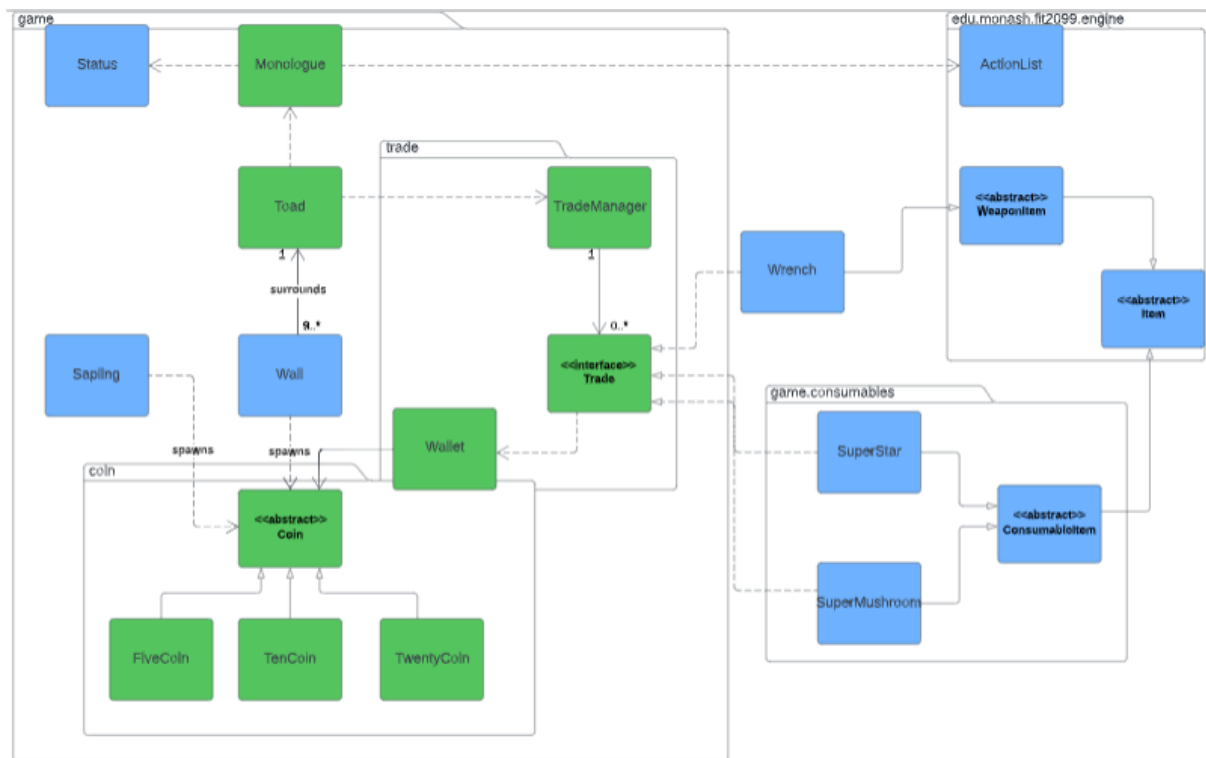 game
edu.monash.fit2099.engine
Status
Monologue
ActionList
trade
Toad
TradeManager
<<abstract>>
WeaponItem
1
1
surrounds
Wrench
<<abstract>>
Item
0..*
Sapling
Wall
<<interface>>
Trade
game.consumables
Wallet
SuperStar
spawns
spawns
coin
<<abstract>>
Coin
<<abstract>>
ConsumableItem
SuperMushroom
FiveCoin
TenCoin
TwentyCoin